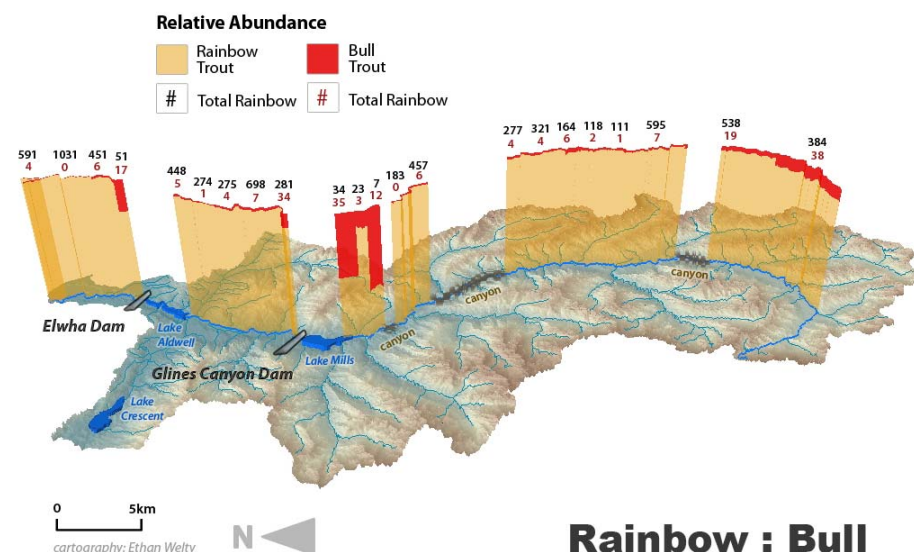 Relative Abundance
Rainbow Trout
Bull Trout
# Total Rainbow
# Total Rainbow
591 1031 451 51
4 0 6 17
448 274 275 698 281
5 1 4 7 34
34 23 7
35 3 12
183 457
0 6
277 321 164 118 111 595
4 4 6 2 1 7
538 384
19 38
canyon
canyon
canyon
Elwha Dam
Lake Aldwell
Glines Canyon Dam
Lake Mills
Lake Crescent
0 5km
N
cartography: Ethan Welty
Rainbow : Bull